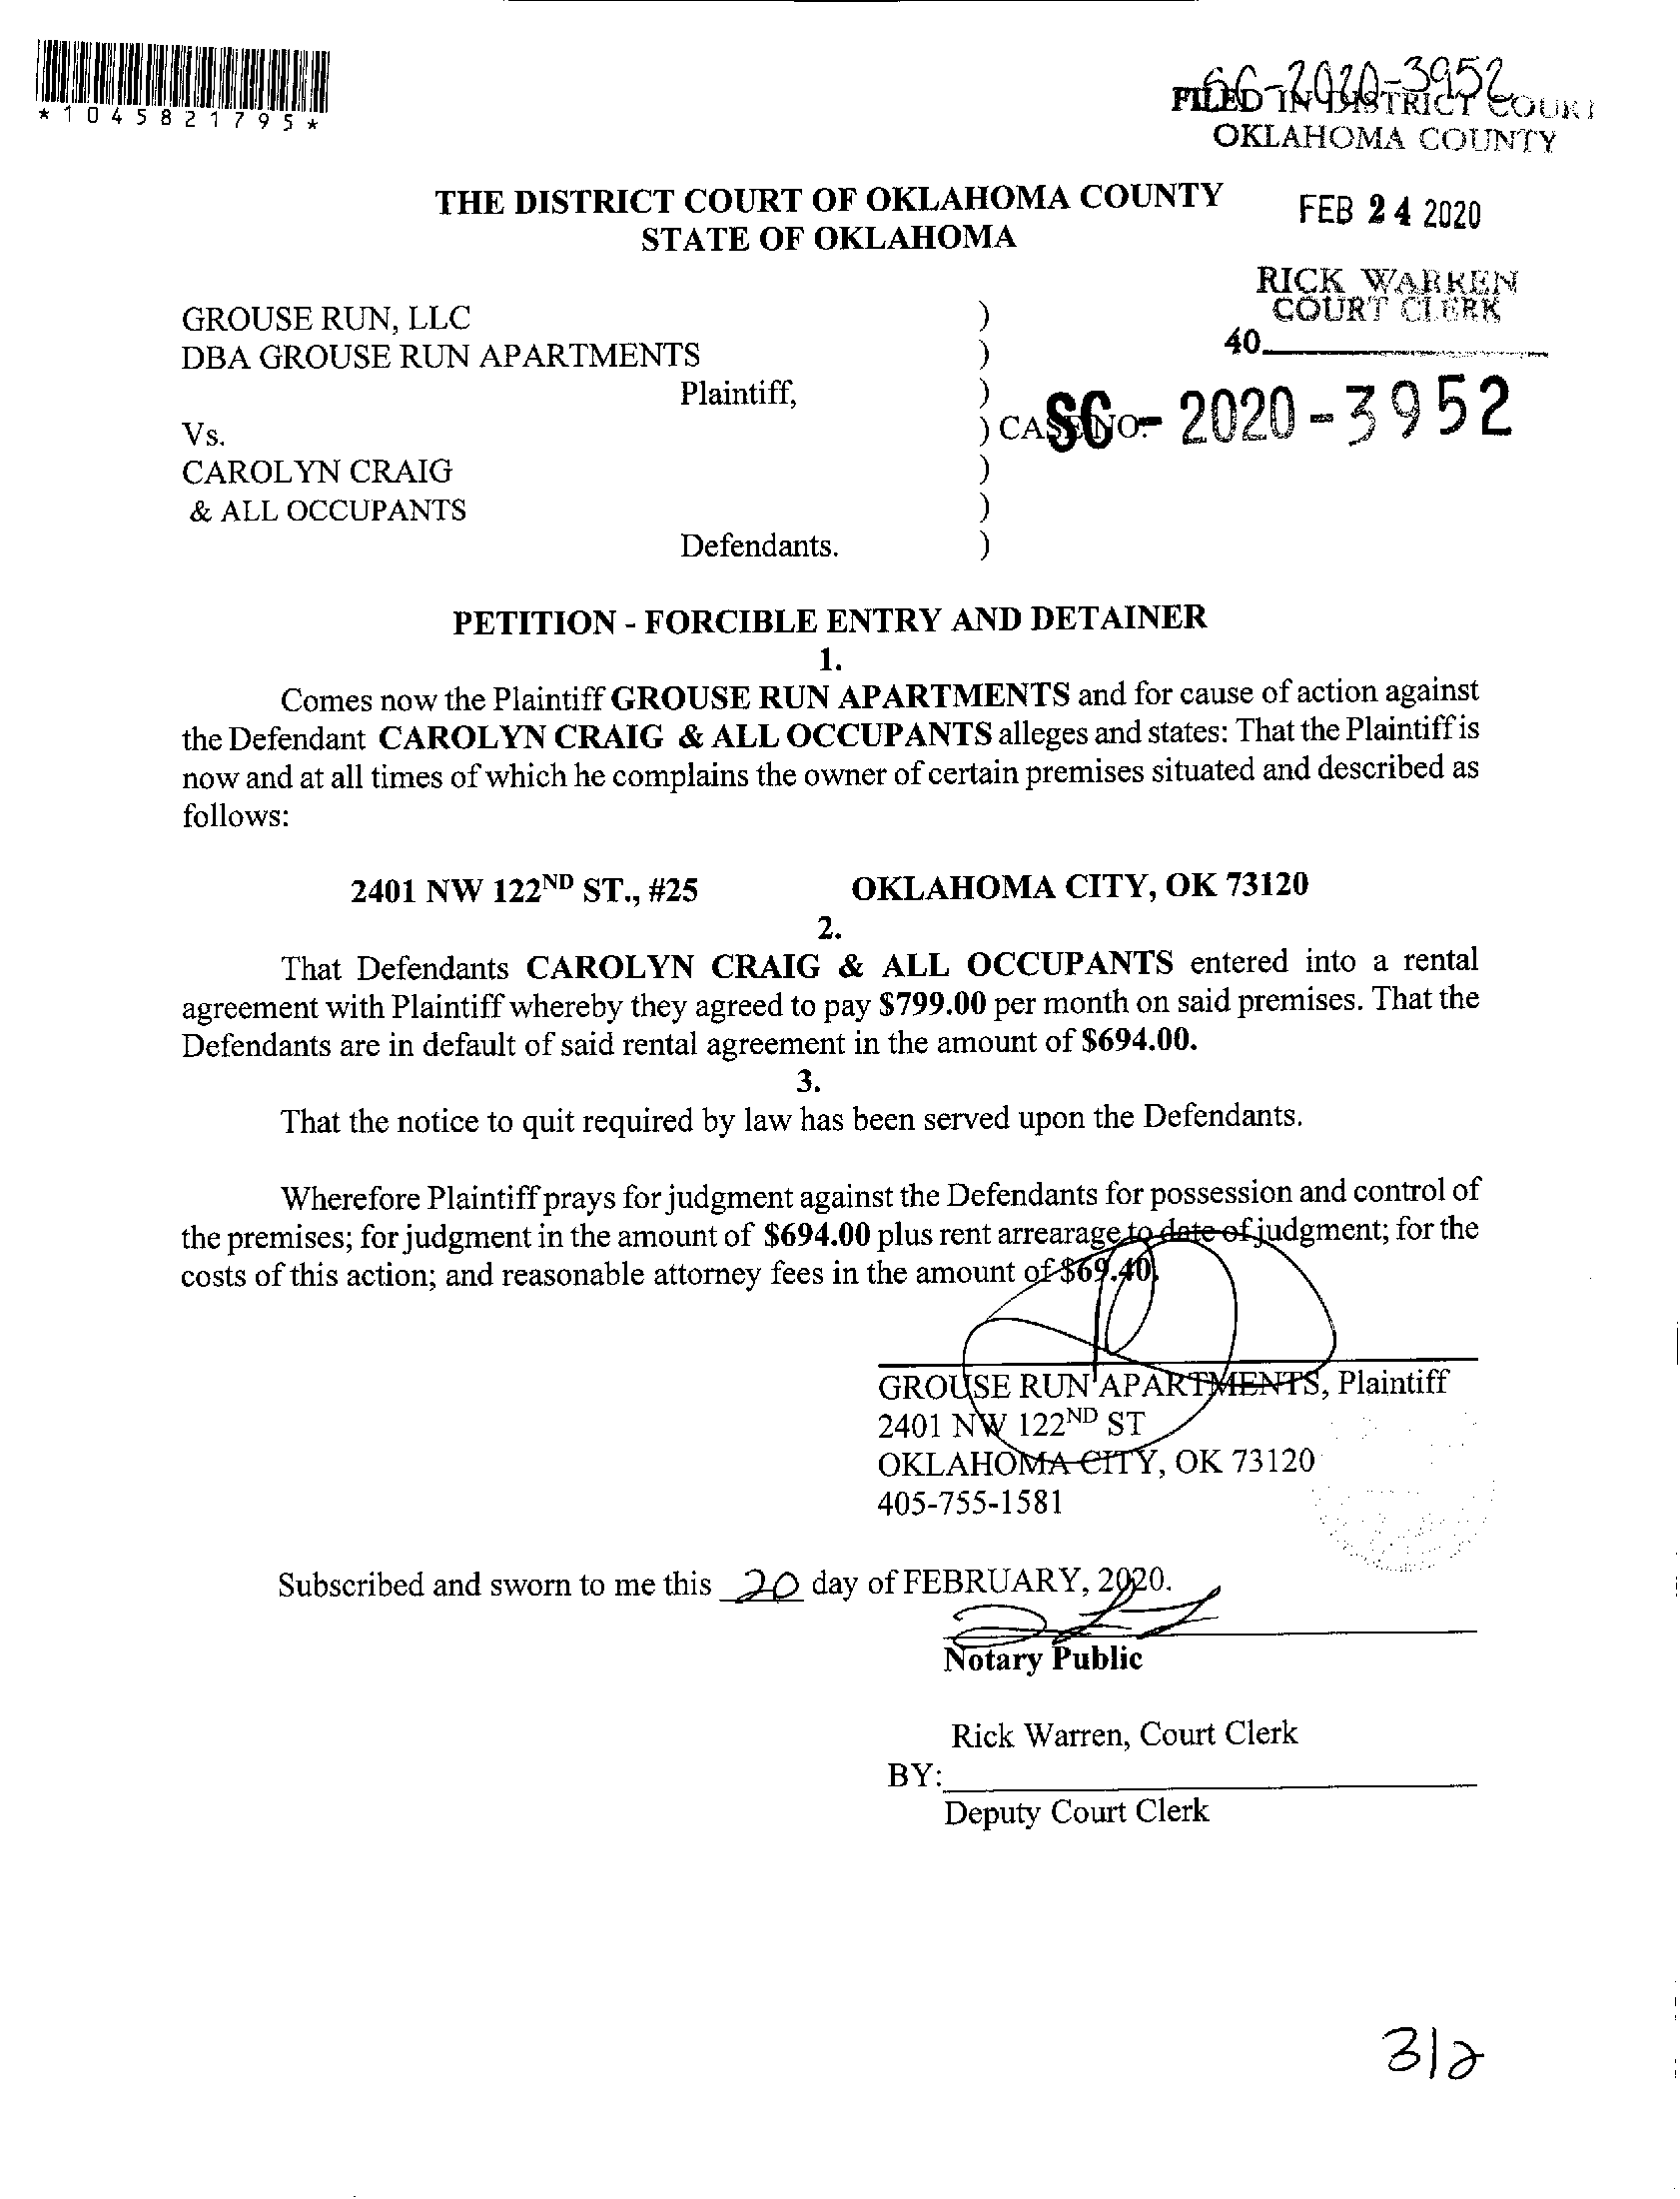 *1045821795*
SC-2020-3952
FILED IN DISTRICT COURT
OKLAHOMA COUNTY
FEB 24 2020
RICK WARREN
COURT CLERK
40
THE DISTRICT COURT OF OKLAHOMA COUNTY
STATE OF OKLAHOMA
GROUSE RUN, LLC )
DBA GROUSE RUN APARTMENTS )
Plaintiff, )
Vs. ) CASE NO. SC-2020-3952
CAROLYN CRAIG )
& ALL OCCUPANTS )
Defendants. )
PETITION - FORCIBLE ENTRY AND DETAINER
1.
Comes now the Plaintiff GROUSE RUN APARTMENTS and for cause of action against
the Defendant CAROLYN CRAIG & ALL OCCUPANTS alleges and states: That the Plaintiff is
now and at all times of which he complains the owner of certain premises situated and described as
follows:
2401 NW 122ND ST., #25 OKLAHOMA CITY, OK 73120
2.
That Defendants CAROLYN CRAIG & ALL OCCUPANTS entered into a rental
agreement with Plaintiff whereby they agreed to pay $799.00 per month on said premises. That the
Defendants are in default of said rental agreement in the amount of $694.00.
3.
That the notice to quit required by law has been served upon the Defendants.
Wherefore Plaintiff prays for judgment against the Defendants for possession and control of
the premises; for judgment in the amount of $694.00 plus rent arrearage to date of judgment; for the
costs of this action; and reasonable attorney fees in the amount of $69.40.
GROUSE RUN APARTMENTS, Plaintiff
2401 NW 122ND ST
OKLAHOMA CITY, OK 73120
405-755-1581
Subscribed and sworn to me this 20 day of FEBRUARY, 2020.
Notary Public
Rick Warren, Court Clerk
BY:
Deputy Court Clerk
3|2